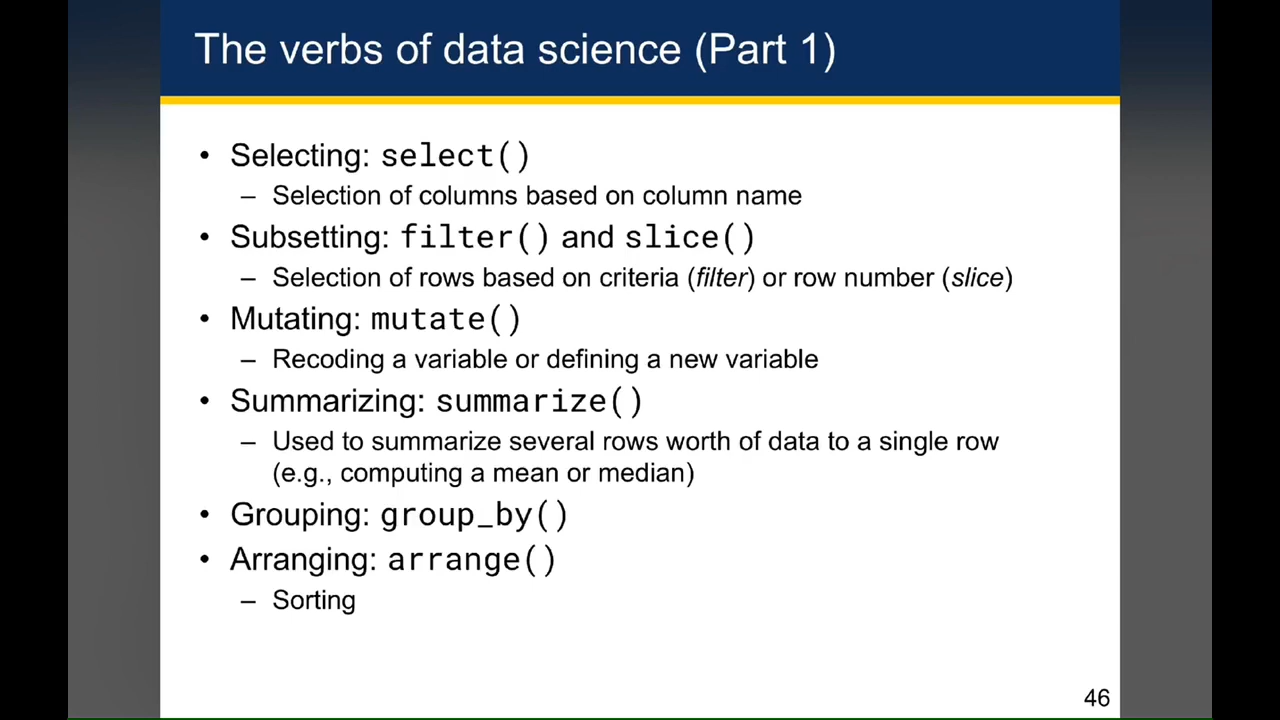 The verbs of data science (Part 1)
• Selecting: select()
– Selection of columns based on column name
• Subsetting: filter() and slice()
– Selection of rows based on criteria (filter) or row number (slice)
• Mutating: mutate()
– Recoding a variable or defining a new variable
• Summarizing: summarize()
– Used to summarize several rows worth of data to a single row
(e.g., computing a mean or median)
• Grouping: group_by()
• Arranging: arrange()
– Sorting
46